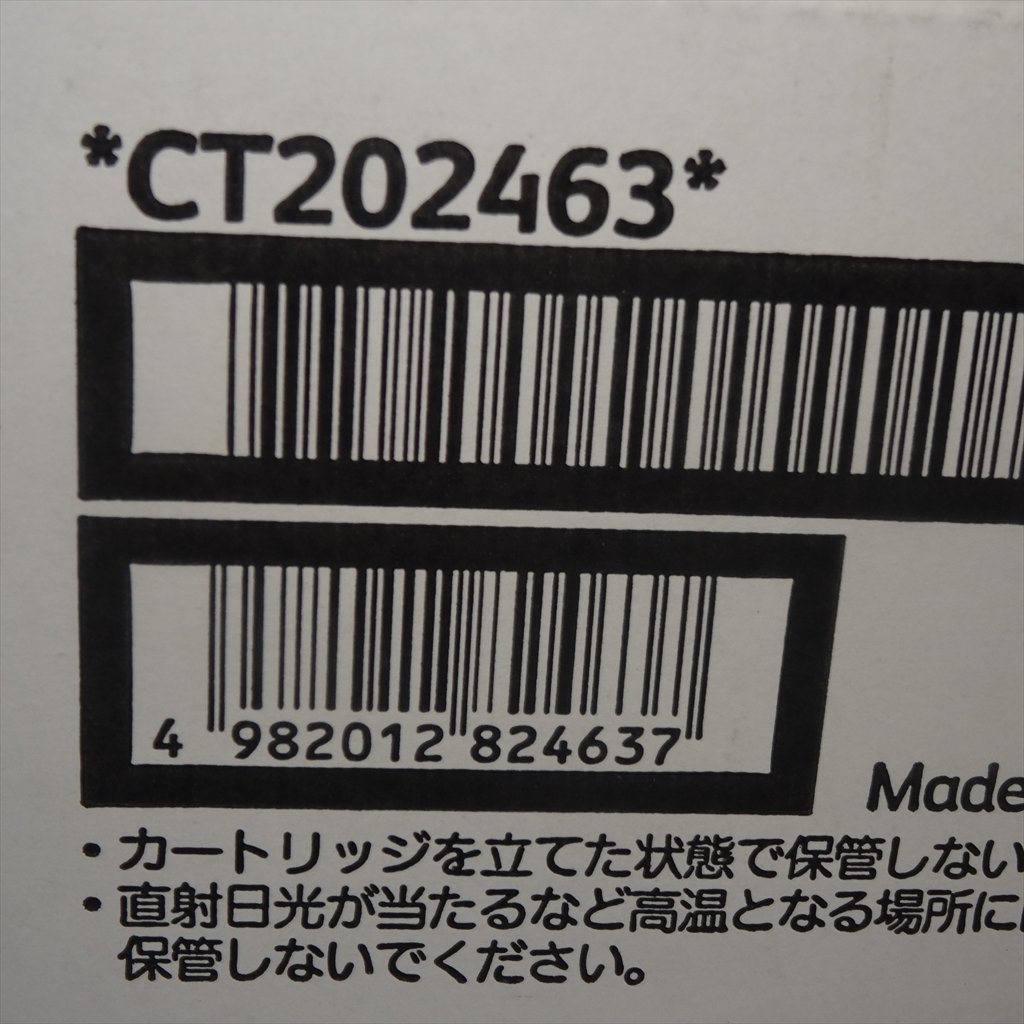 *CT202463*
4 982012 824637
Made
・カートリッジを立てた状態で保管しない
・直射日光が当たるなど高温となる場所に
保管しないでください。